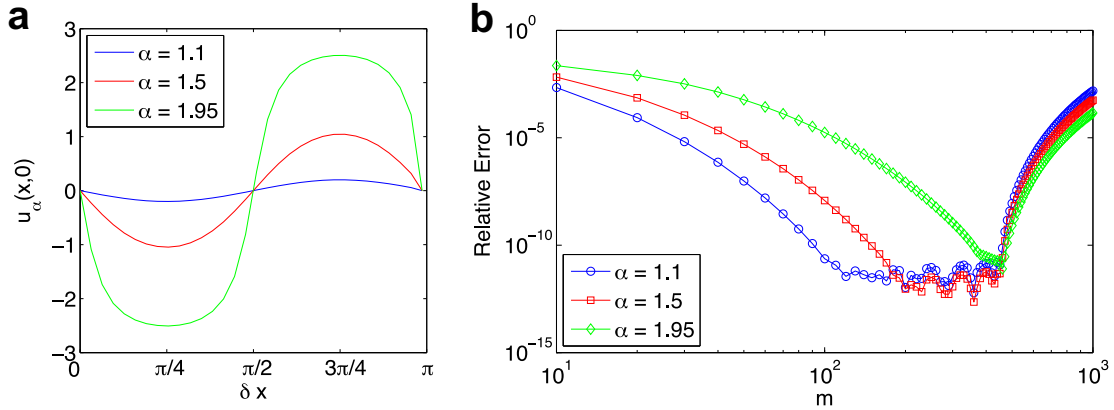 a
3
2
1
0
−1
−2
−3
u_α(x,0)
α = 1.1
α = 1.5
α = 1.95
0
π/4
π/2
3π/4
π
δ x
b
10^0
10^−5
10^−10
10^−15
Relative Error
α = 1.1
α = 1.5
α = 1.95
10^1
10^2
10^3
m